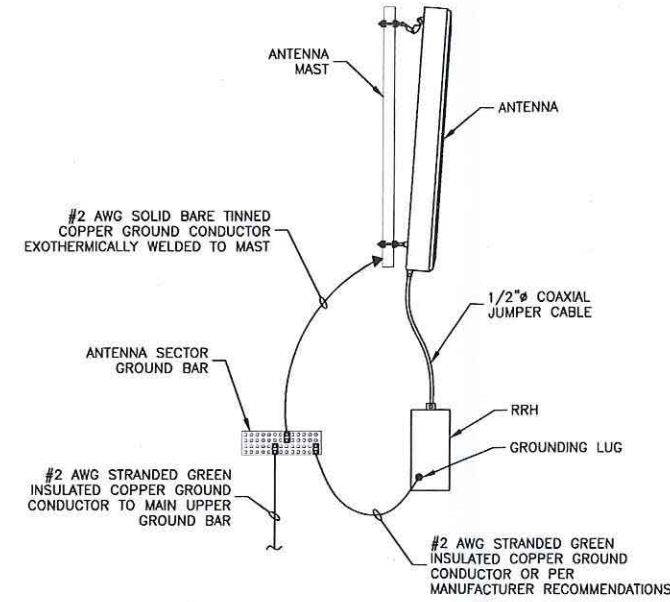 ANTENNA
MAST
ANTENNA
#2 AWG SOLID BARE TINNED
COPPER GROUND CONDUCTOR
EXOTHERMICALLY WELDED TO MAST
1/2"ø COAXIAL
JUMPER CABLE
ANTENNA SECTOR
GROUND BAR
RRH
GROUNDING LUG
#2 AWG STRANDED GREEN
INSULATED COPPER GROUND
CONDUCTOR TO MAIN UPPER
GROUND BAR
#2 AWG STRANDED GREEN
INSULATED COPPER GROUND
CONDUCTOR OR PER
MANUFACTURER RECOMMENDATIONS